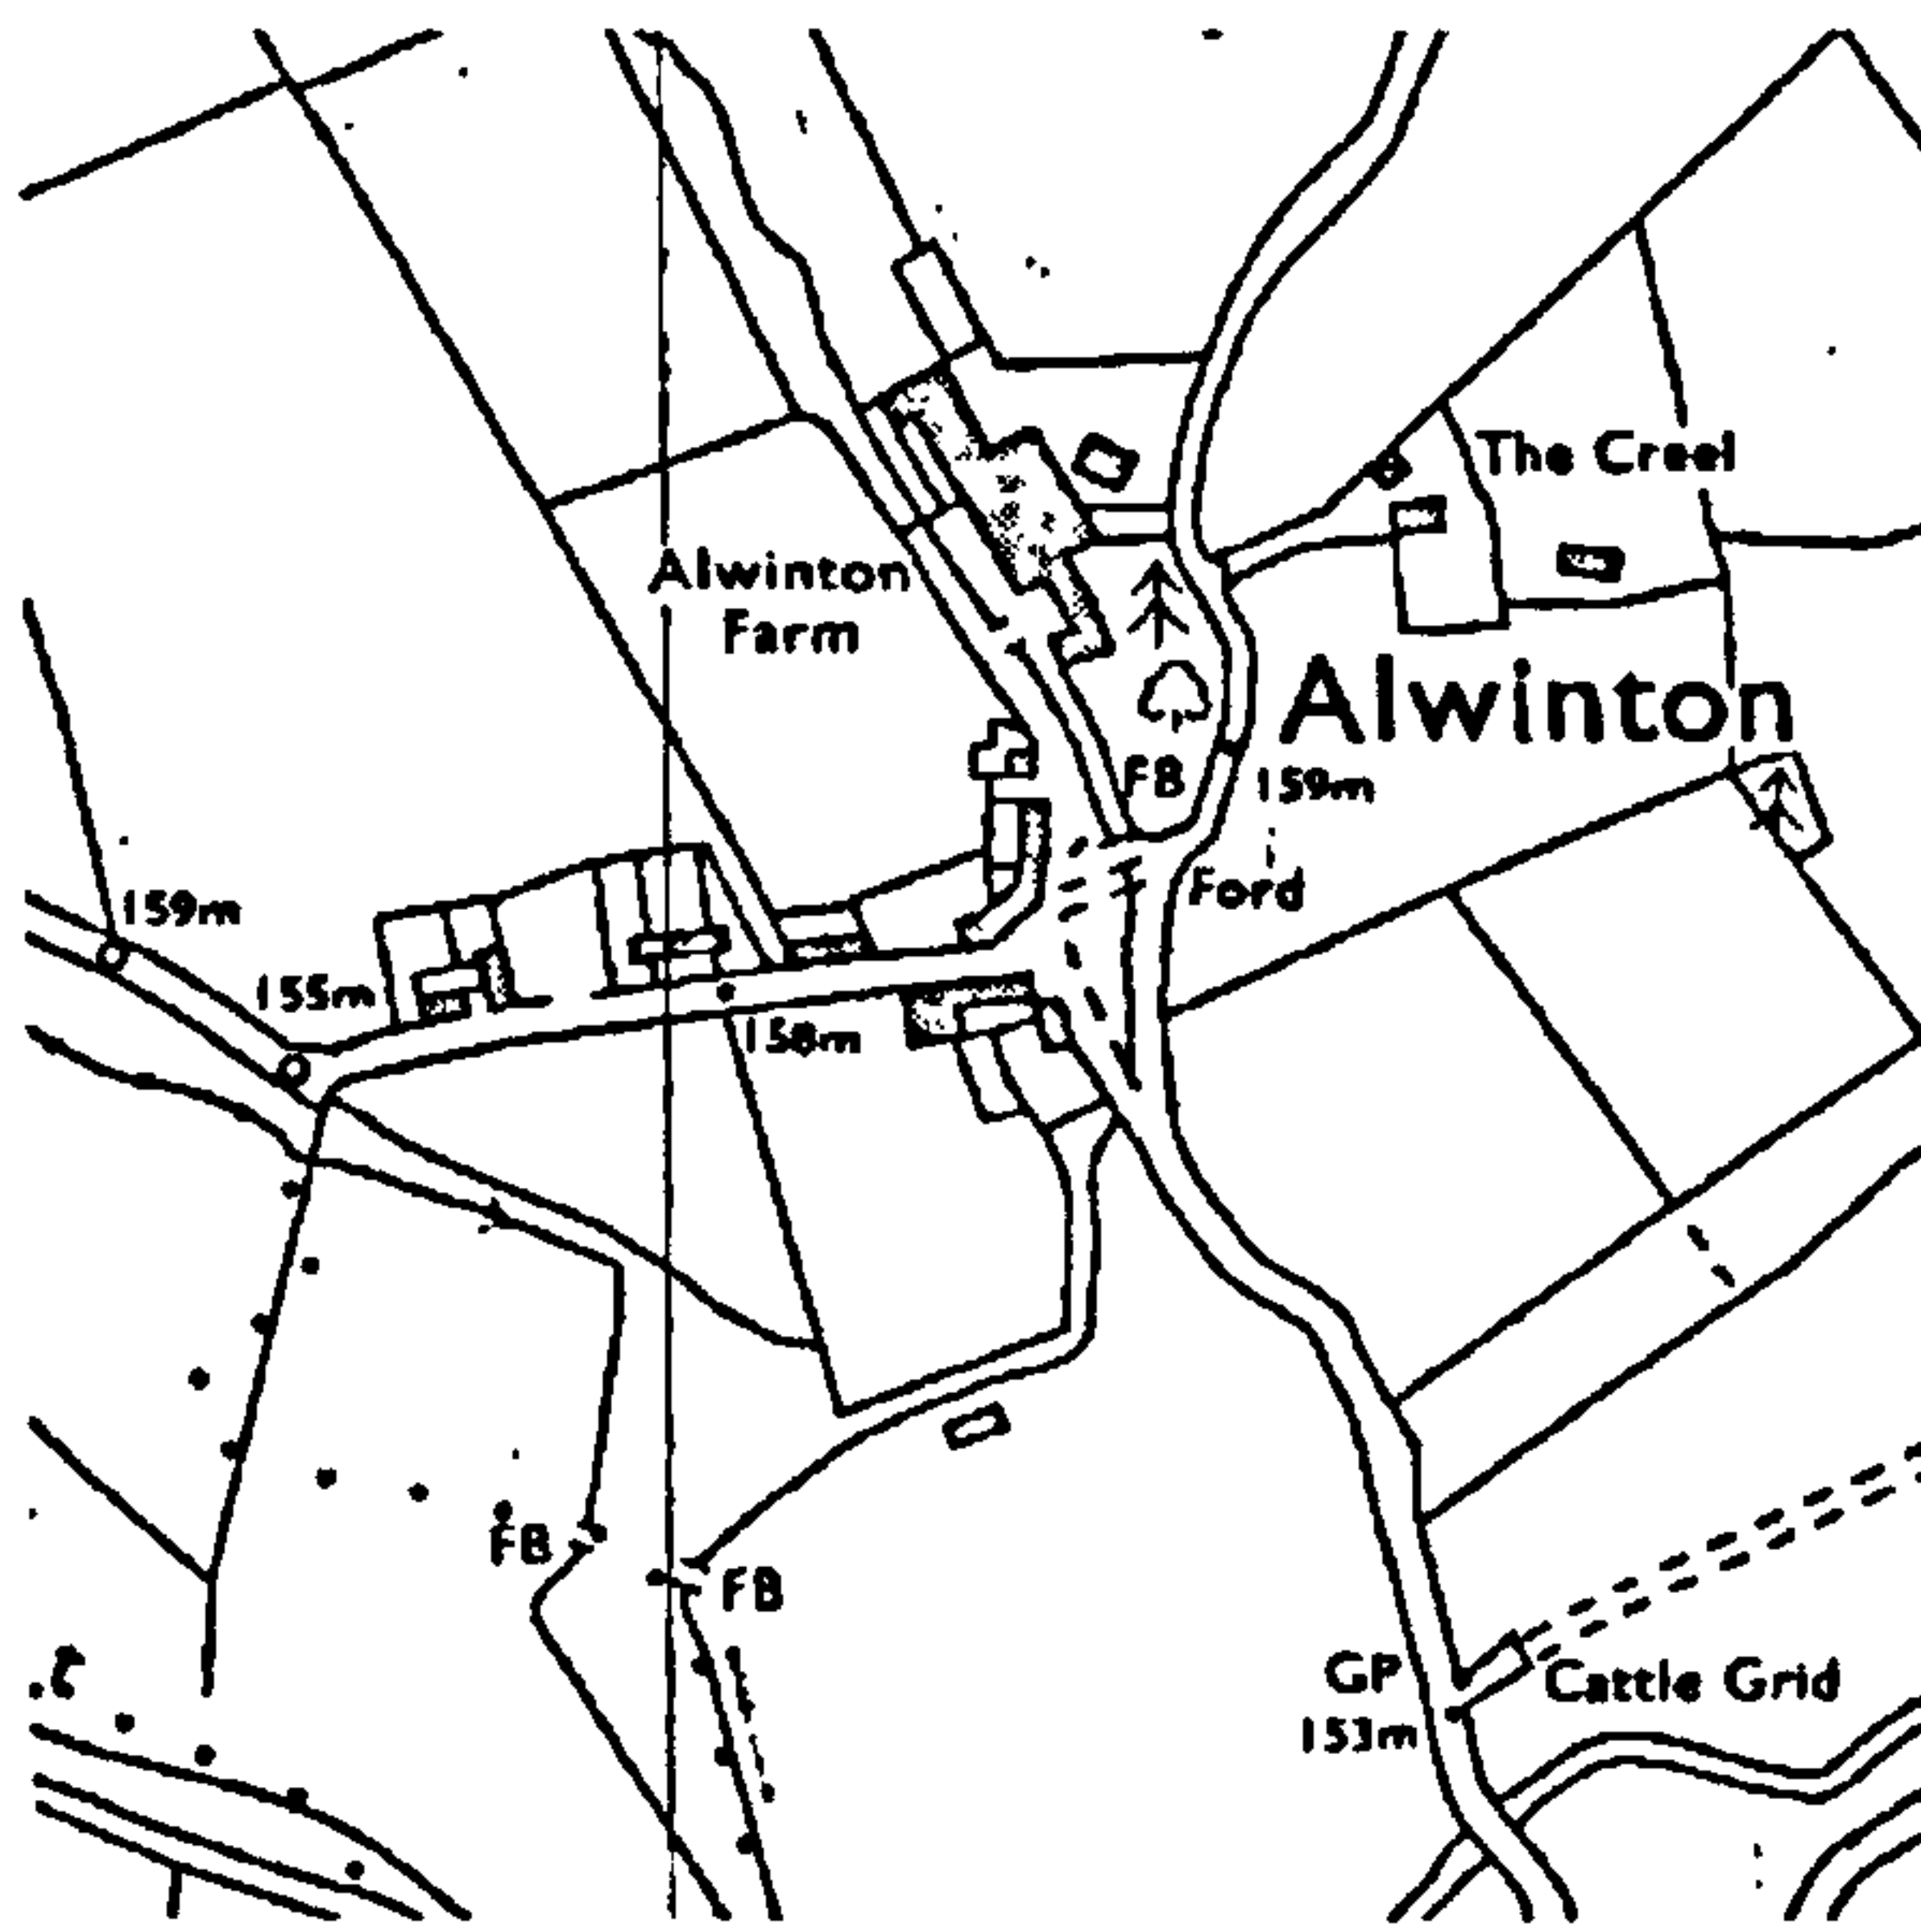 The Creel
Alwinton
Farm
Alwinton
FB
159m
Ford
159m
155m
158m
FB
FB
GP
Cattle Grid
153m